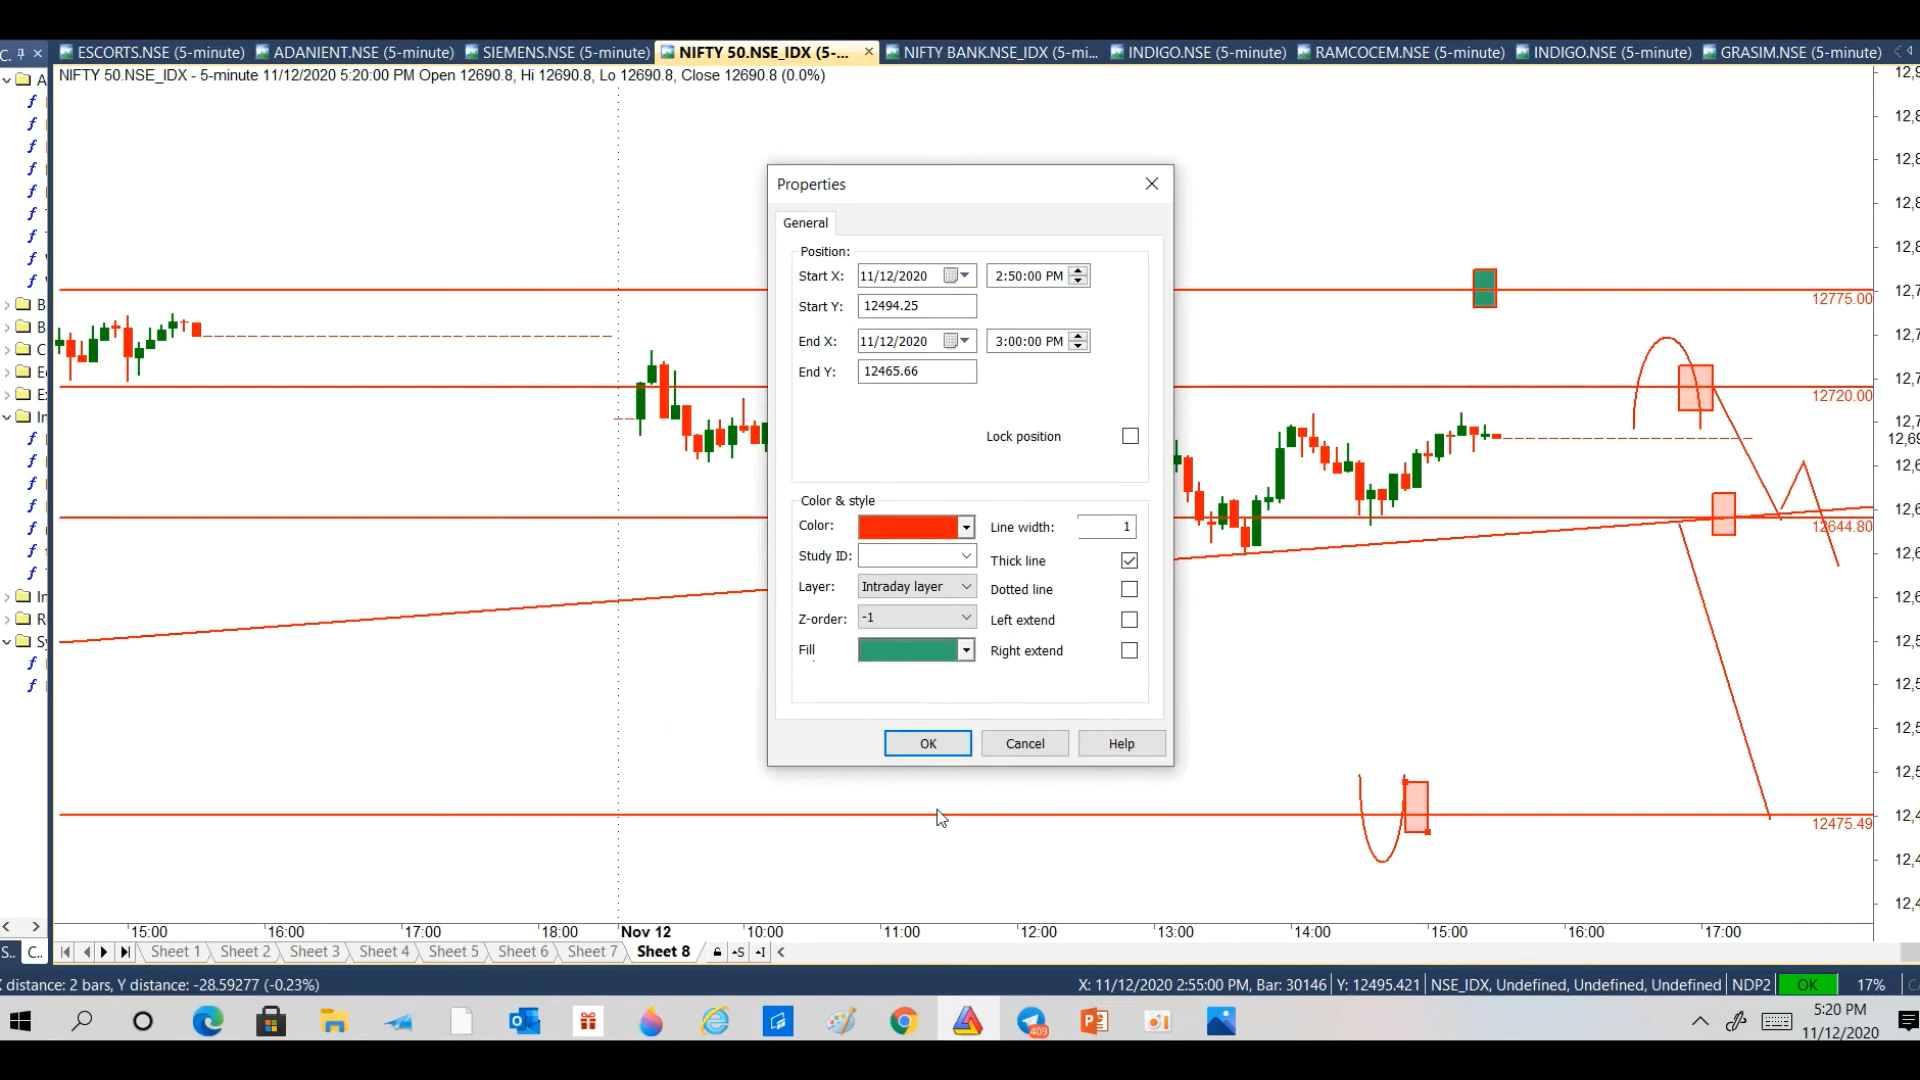 C.
ESCORTS.NSE (5-minute)
ADANIENT.NSE (5-minute)
SIEMENS.NSE (5-minute)
NIFTY 50.NSE_IDX (5-...
NIFTY BANK.NSE_IDX (5-mi...
INDIGO.NSE (5-minute)
RAMCOCEM.NSE (5-minute)
INDIGO.NSE (5-minute)
GRASIM.NSE (5-minute)
NIFTY 50.NSE_IDX - 5-minute 11/12/2020 5:20:00 PM Open 12690.8, Hi 12690.8, Lo 12690.8, Close 12690.8 (0.0%)
Properties
General
Position:
Start X: 11/12/2020 2:50:00 PM
Start Y: 12494.25
End X: 11/12/2020 3:00:00 PM
End Y: 12465.66
Lock position
Color & style
Color:
Line width: 1
Study ID:
Thick line
Layer: Intraday layer
Dotted line
Z-order: -1
Left extend
Fill
Right extend
OK
Cancel
Help
12775.00
12720.00
12644.80
12475.49
15:00
16:00
17:00
18:00
Nov 12
10:00
11:00
12:00
13:00
14:00
15:00
16:00
17:00
S..
C..
Sheet 1
Sheet 2
Sheet 3
Sheet 4
Sheet 5
Sheet 6
Sheet 7
Sheet 8
distance: 2 bars, Y distance: -28.59277 (-0.23%)
X: 11/12/2020 2:55:00 PM, Bar: 30146
Y: 12495.421
NSE_IDX, Undefined, Undefined, Undefined
NDP2
OK
17%
409
5:20 PM
11/12/2020